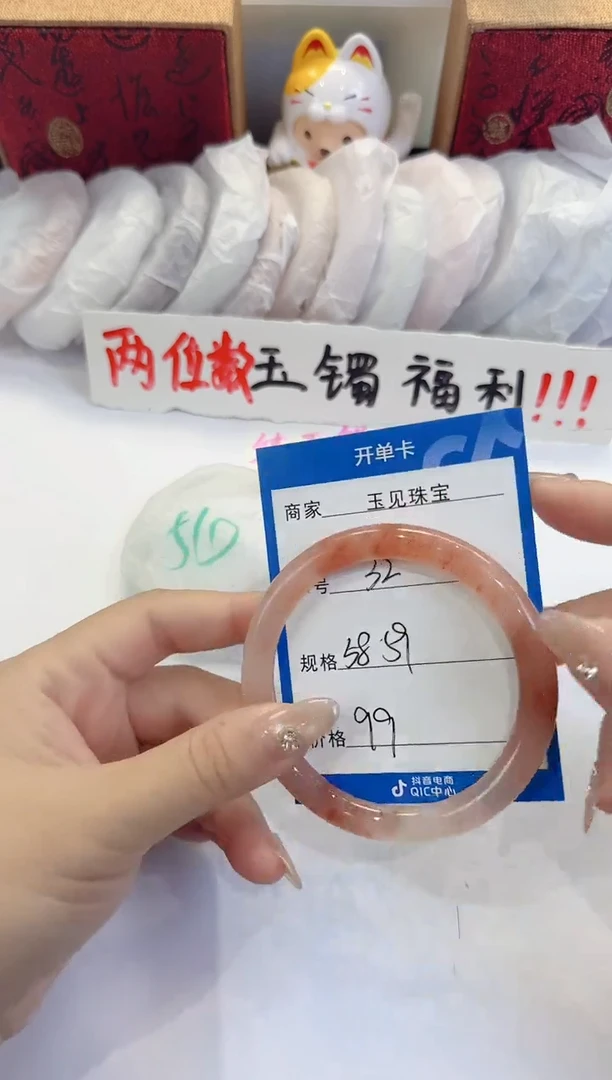 两位数玉镯福利!!!
开单卡
商家 玉见珠宝
号 32
规格 58.59
价格 99
抖音电商
QIC中心